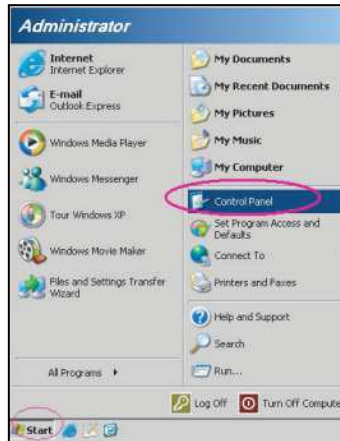 Administrator
Internet
Internet Explorer
E-mail
Outlook Express
Windows Media Player
Windows Messenger
Tour Windows XP
Windows Movie Maker
Files and Settings Transfer
Wizard
All Programs
My Documents
My Recent Documents
My Pictures
My Music
My Computer
Control Panel
Set Program Access and
Defaults
Connect To
Printers and Faxes
Help and Support
Search
Run...
Log Off
Turn Off Compute
Start